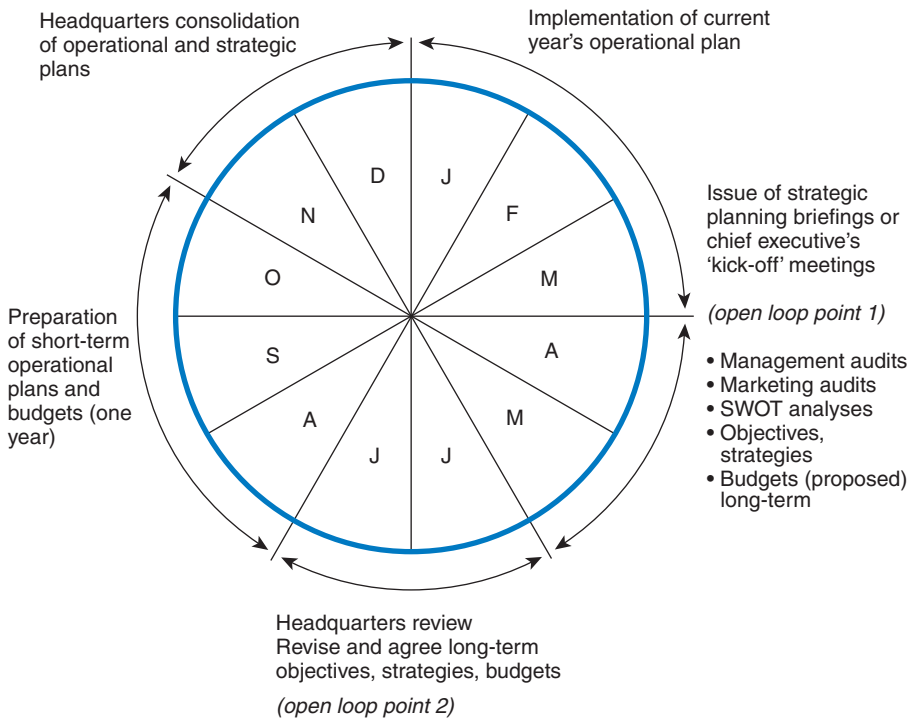 Headquarters consolidation
of operational and strategic
plans
Implementation of current
year's operational plan
Issue of strategic
planning briefings or
chief executive's
‘kick-off’ meetings
(open loop point 1)
• Management audits
• Marketing audits
• SWOT analyses
• Objectives,
strategies
• Budgets (proposed)
long-term
Preparation
of short-term
operational
plans and
budgets (one
year)
J
F
M
A
M
J
J
A
S
O
N
D
Headquarters review
Revise and agree long-term
objectives, strategies, budgets
(open loop point 2)